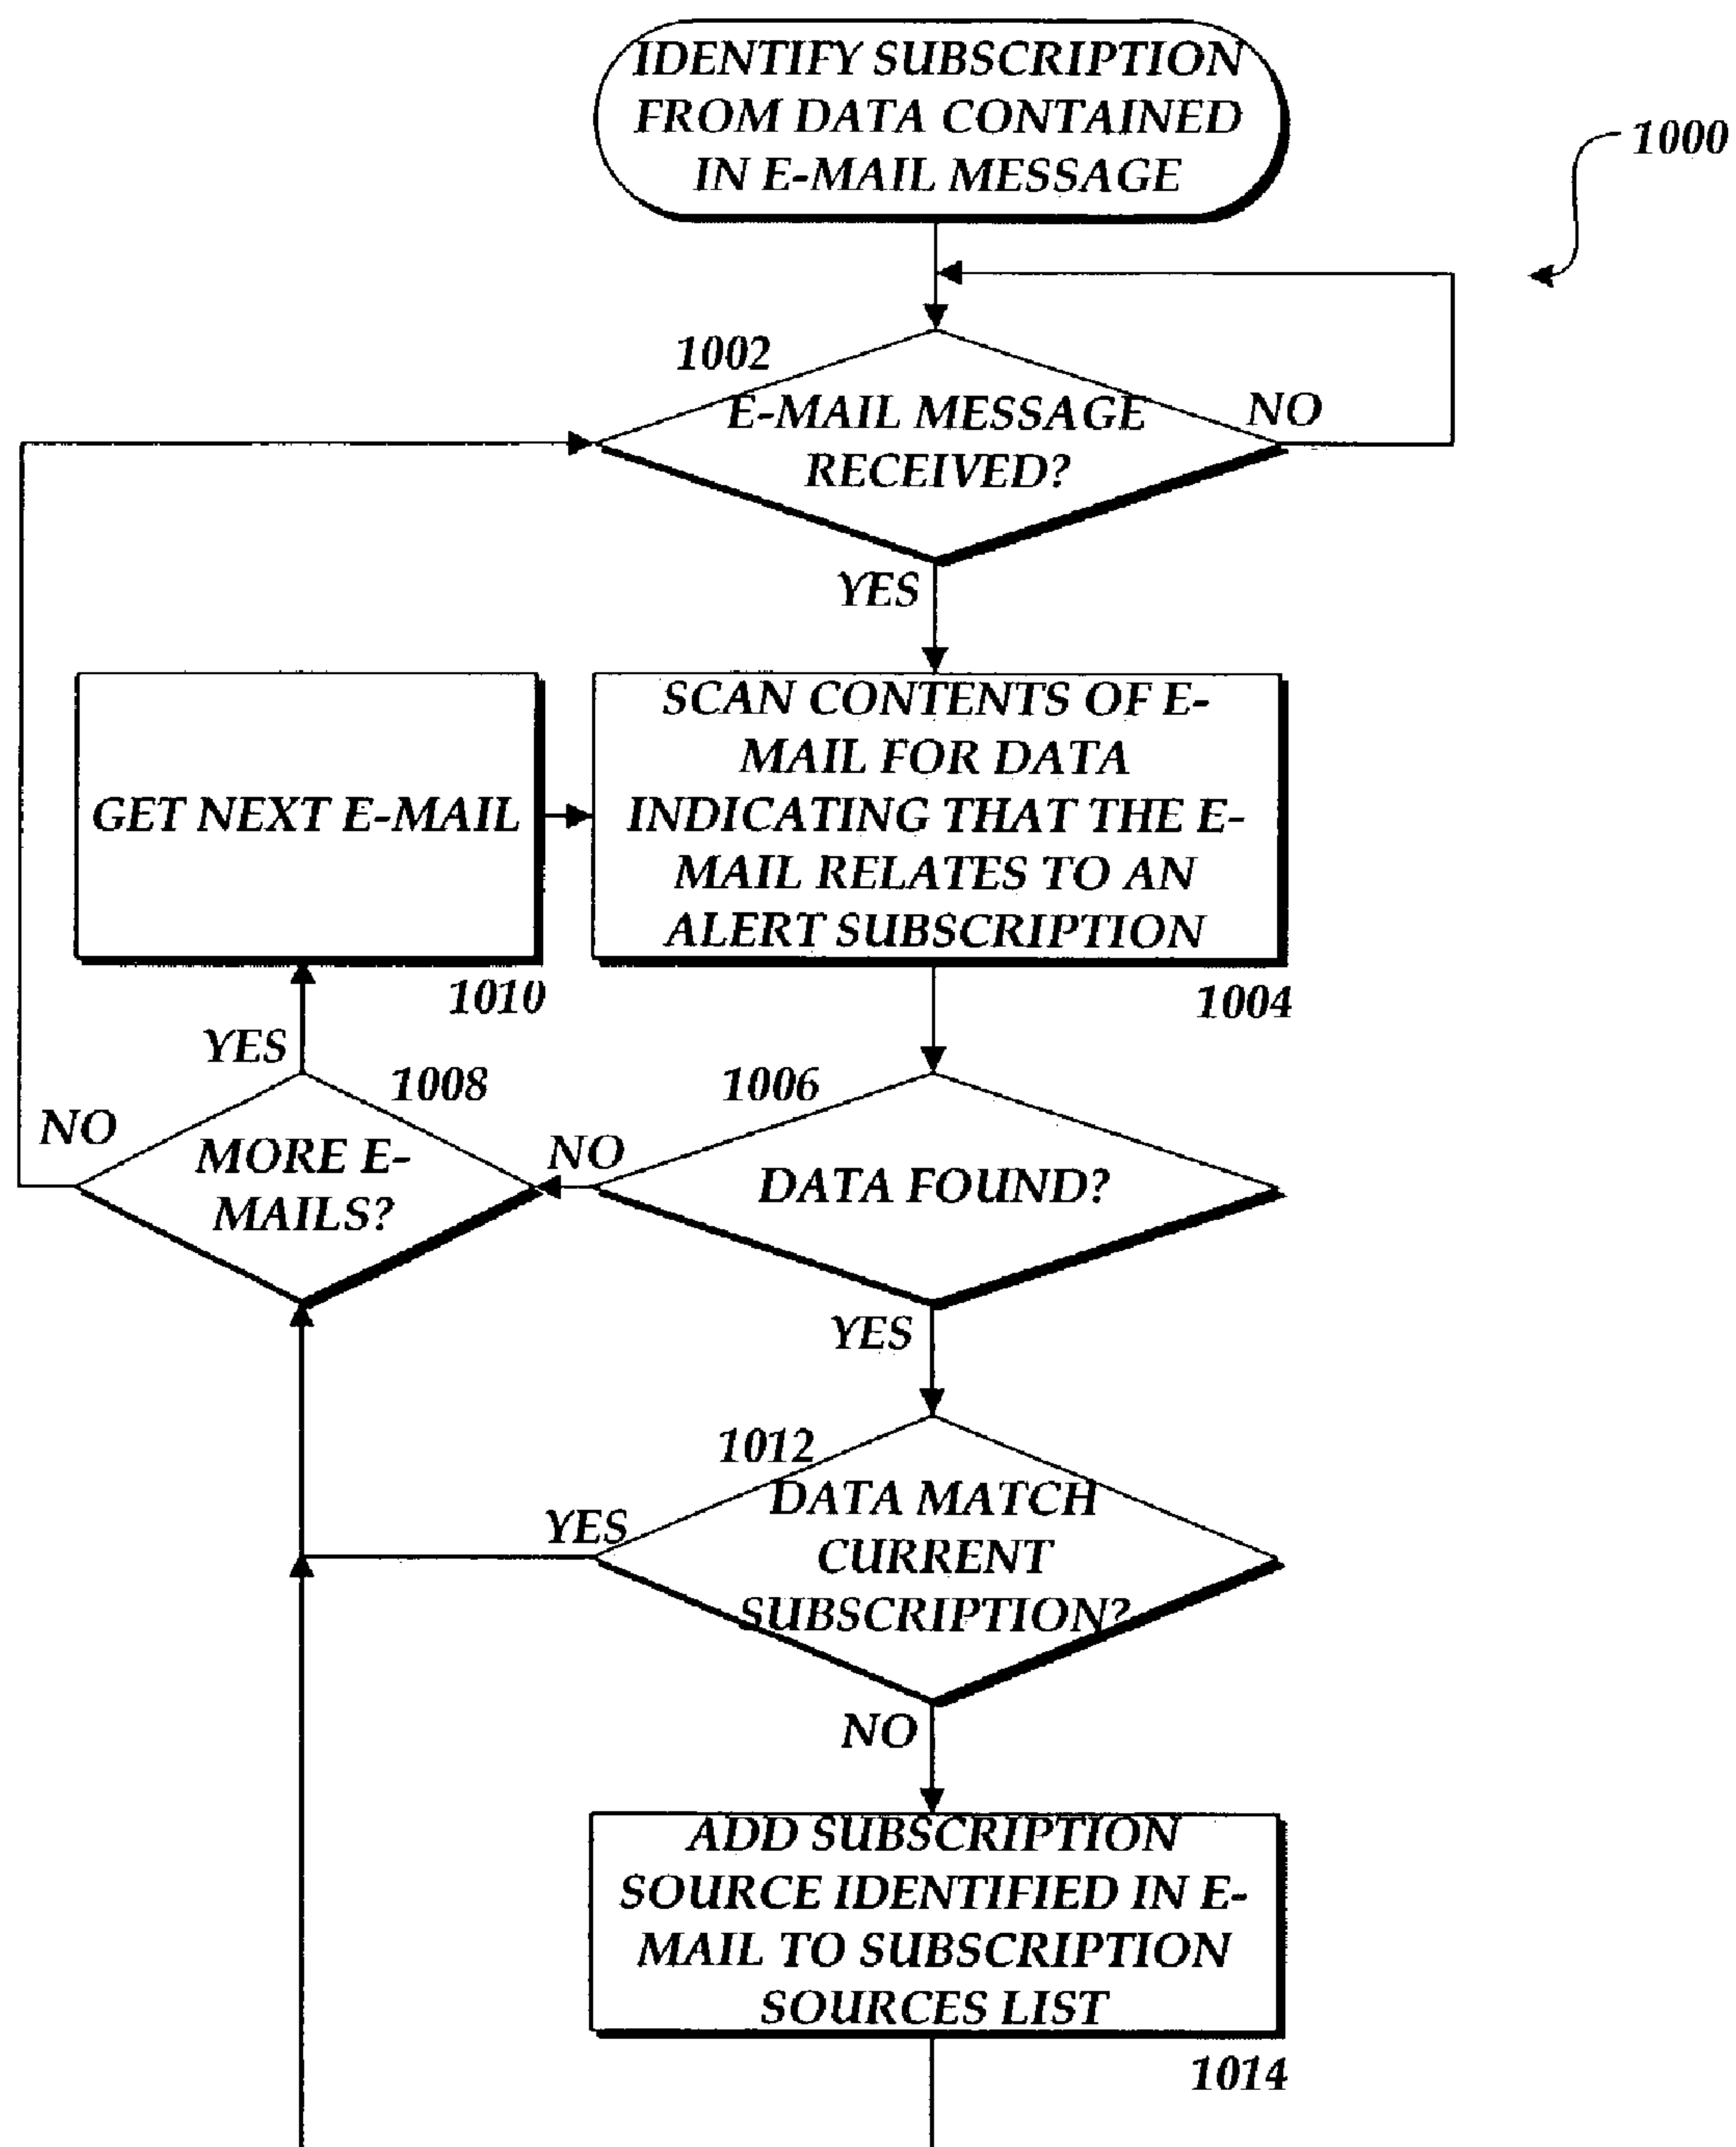 IDENTIFY SUBSCRIPTION
FROM DATA CONTAINED
IN E-MAIL MESSAGE
1000
1002
E-MAIL MESSAGE
RECEIVED?
NO
YES
GET NEXT E-MAIL
1010
SCAN CONTENTS OF E-
MAIL FOR DATA
INDICATING THAT THE E-
MAIL RELATES TO AN
ALERT SUBSCRIPTION
1004
YES
1008
NO
MORE E-
MAILS?
NO
1006
DATA FOUND?
YES
1012
DATA MATCH
CURRENT
SUBSCRIPTION?
YES
NO
ADD SUBSCRIPTION
SOURCE IDENTIFIED IN E-
MAIL TO SUBSCRIPTION
SOURCES LIST
1014